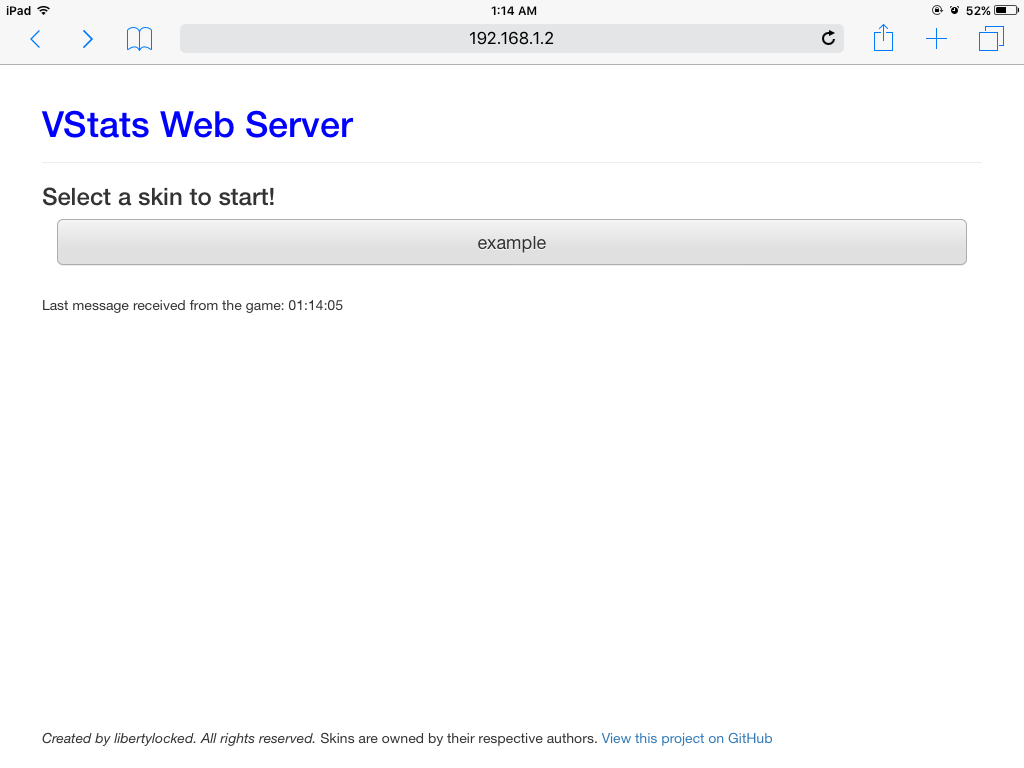 iPad 1:14 AM 52%
192.168.1.2
VStats Web Server
Select a skin to start!
example
Last message received from the game: 01:14:05
Created by libertylocked. All rights reserved. Skins are owned by their respective authors. View this project on GitHub